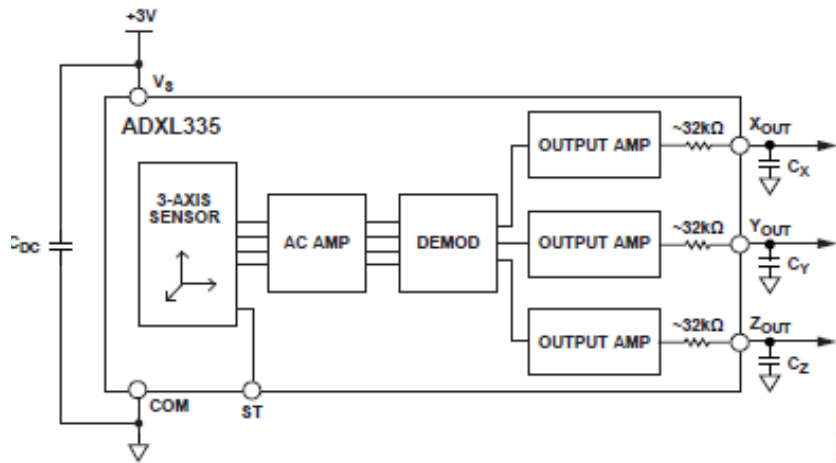 +3V
VS
ADXL335
3-AXIS
SENSOR
AC AMP
DEMOD
OUTPUT AMP
~32kΩ
XOUT
CX
OUTPUT AMP
~32kΩ
YOUT
CY
OUTPUT AMP
~32kΩ
ZOUT
CZ
CDC
COM
ST